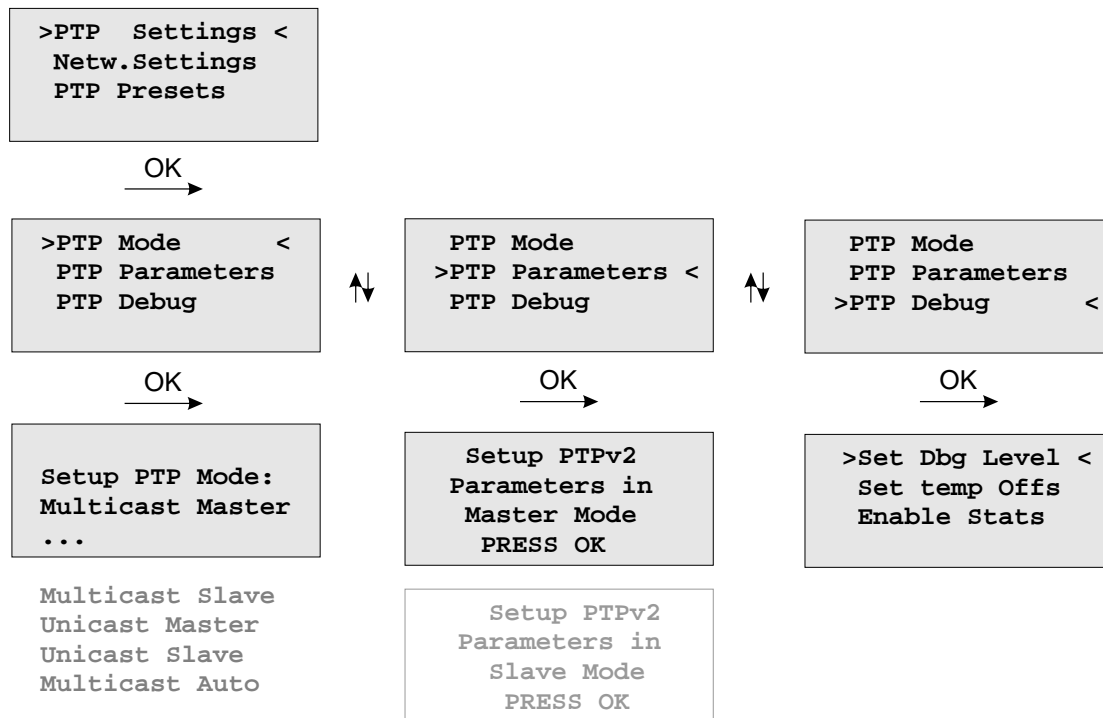 >PTP  Settings <
Netw.Settings
PTP Presets
OK
>PTP Mode      <
PTP Parameters
PTP Debug
PTP Mode
>PTP Parameters <
PTP Debug
PTP Mode
PTP Parameters
>PTP Debug      <
OK
OK
OK
Setup PTP Mode:
Multicast Master
...
Multicast Slave
Unicast Master
Unicast Slave
Multicast Auto
Setup PTPv2
Parameters in
Master Mode
PRESS OK
Setup PTPv2
Parameters in
Slave Mode
PRESS OK
>Set Dbg Level <
Set temp Offs
Enable Stats